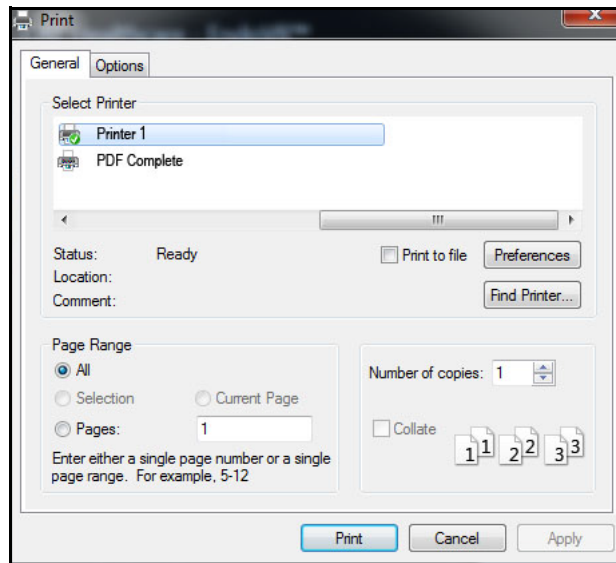 Print
General Options
Select Printer
Printer 1
PDF Complete
Status: Ready
Print to file Preferences
Location:
Comment:
Find Printer...
Page Range
All
Selection Current Page
Pages: 1
Enter either a single page number or a single
page range. For example, 5-12
Number of copies: 1
Collate
1 1 2 2 3 3
Print Cancel Apply